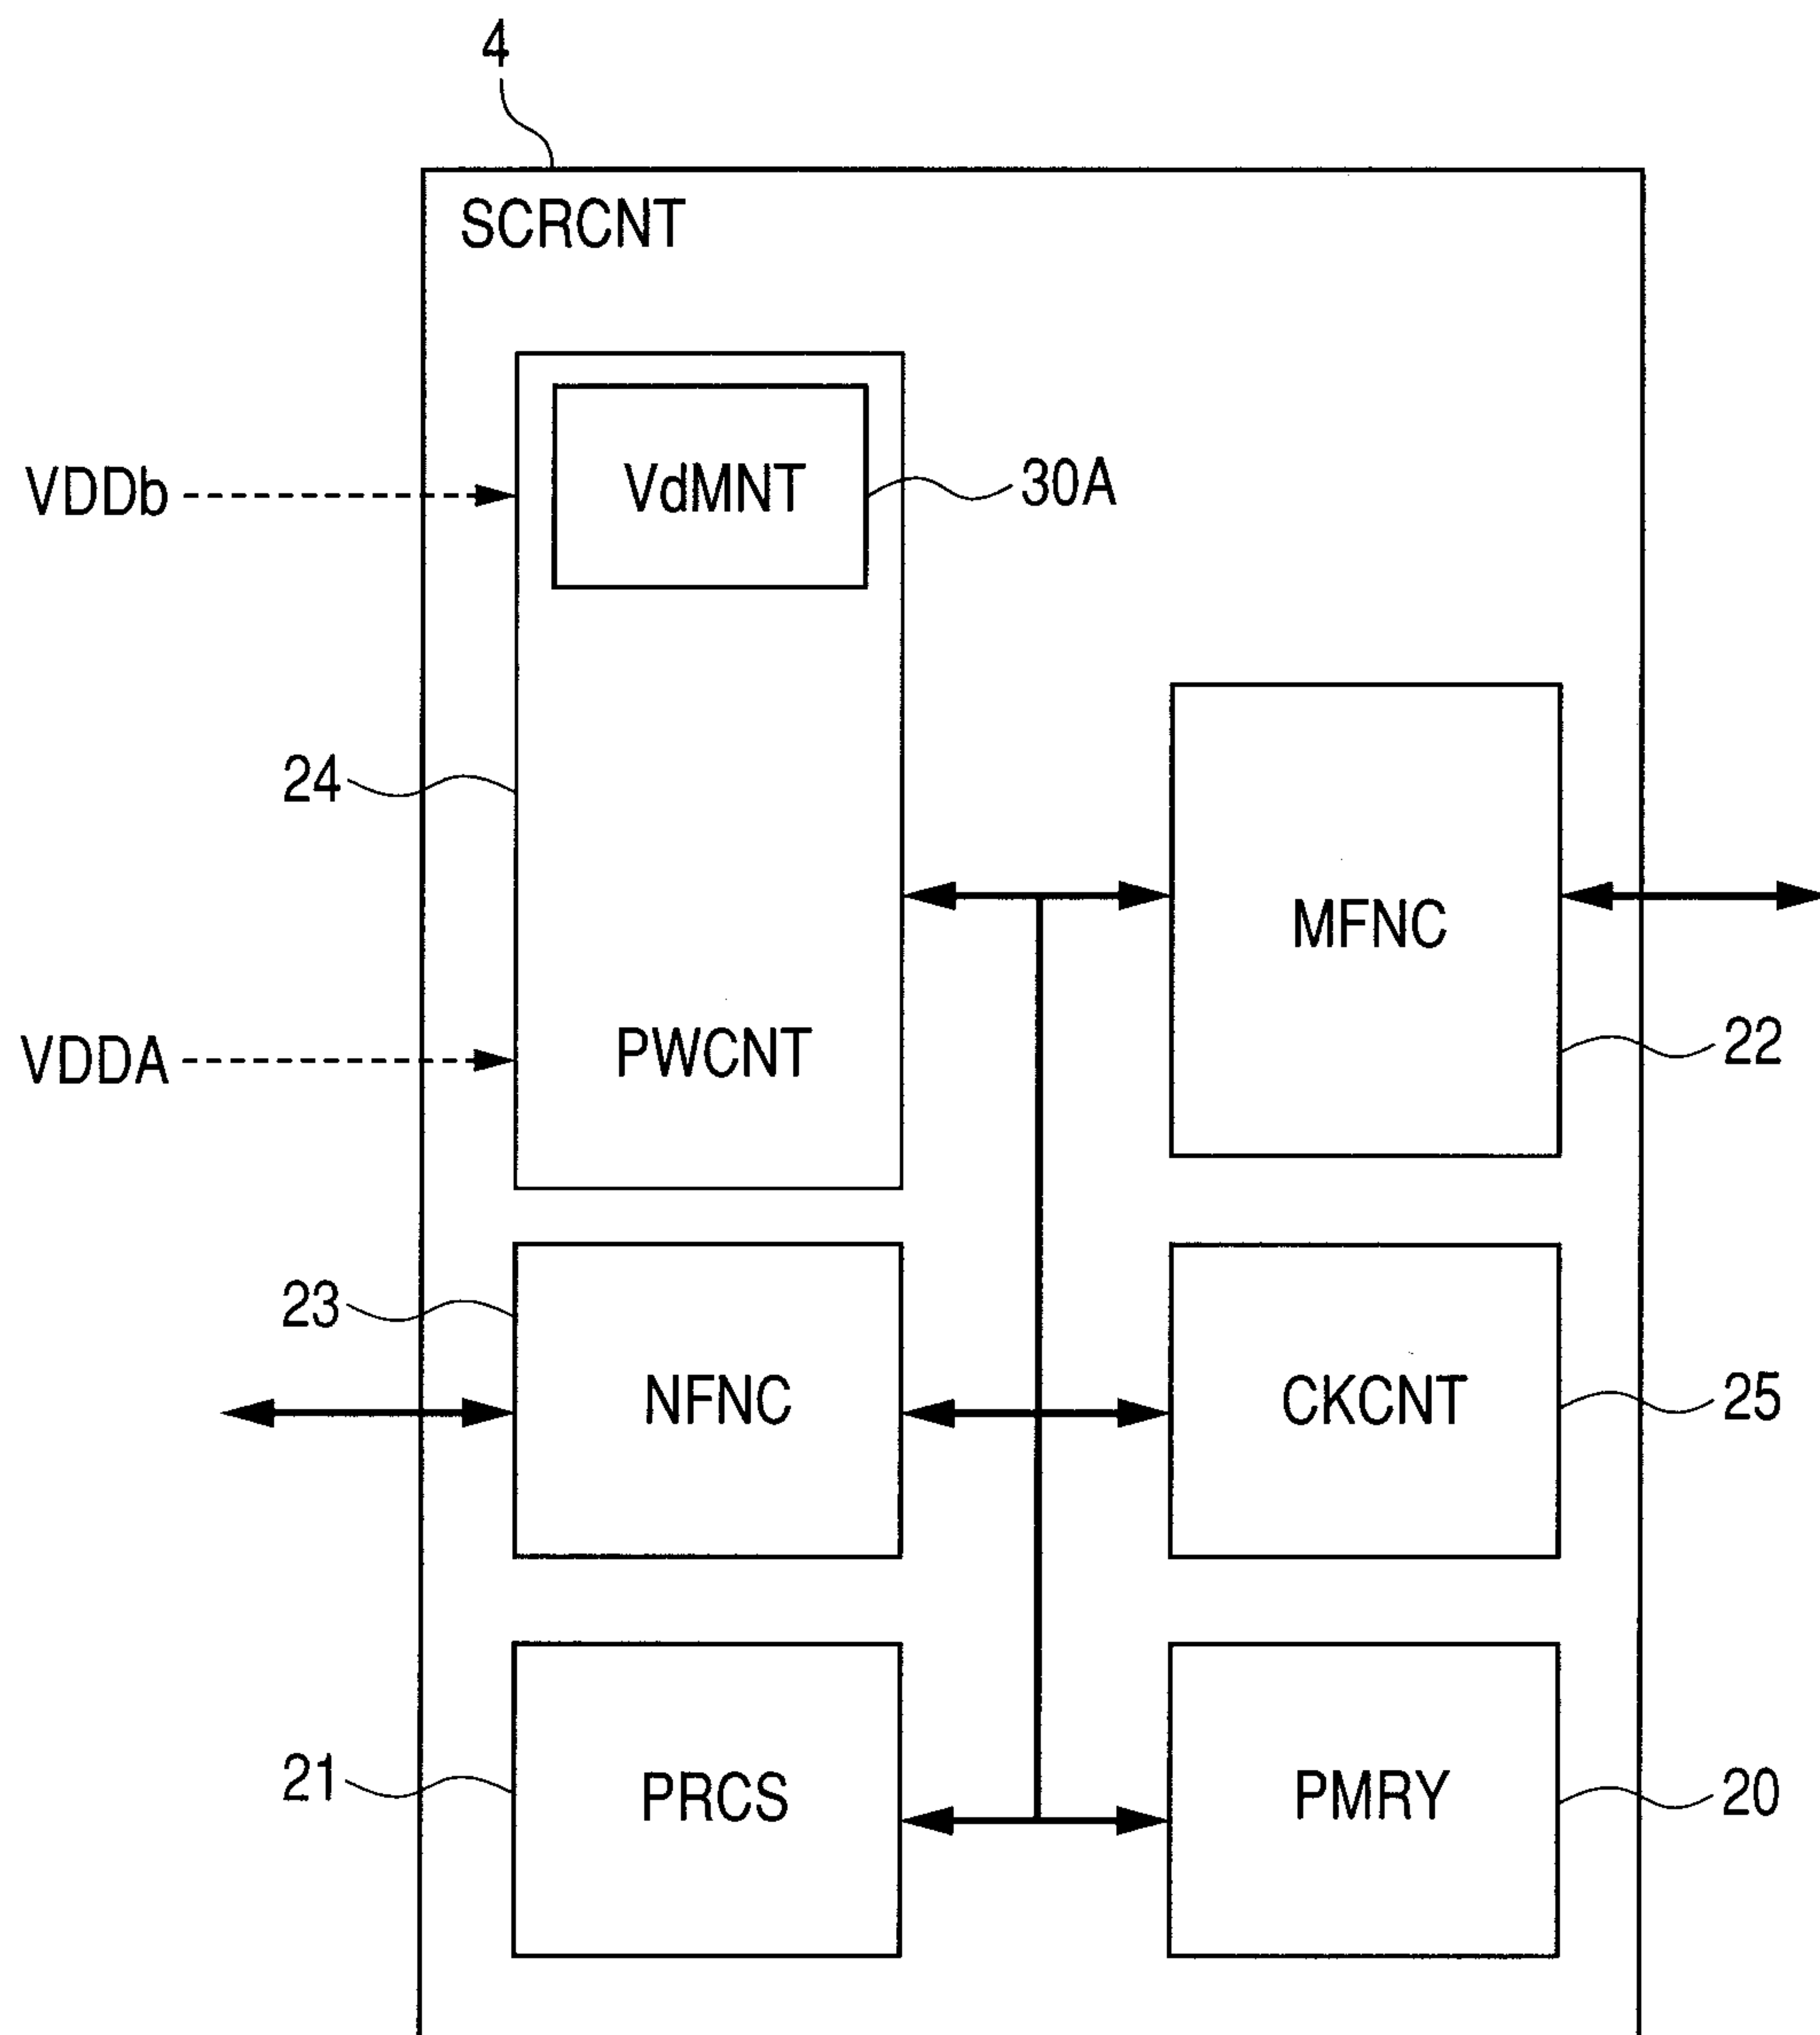 4
SCRCNT
VDDb
VdMNT
30A
24
MFNC
VDDA
PWCNT
22
23
NFNC
CKCNT
25
21
PRCS
PMRY
20